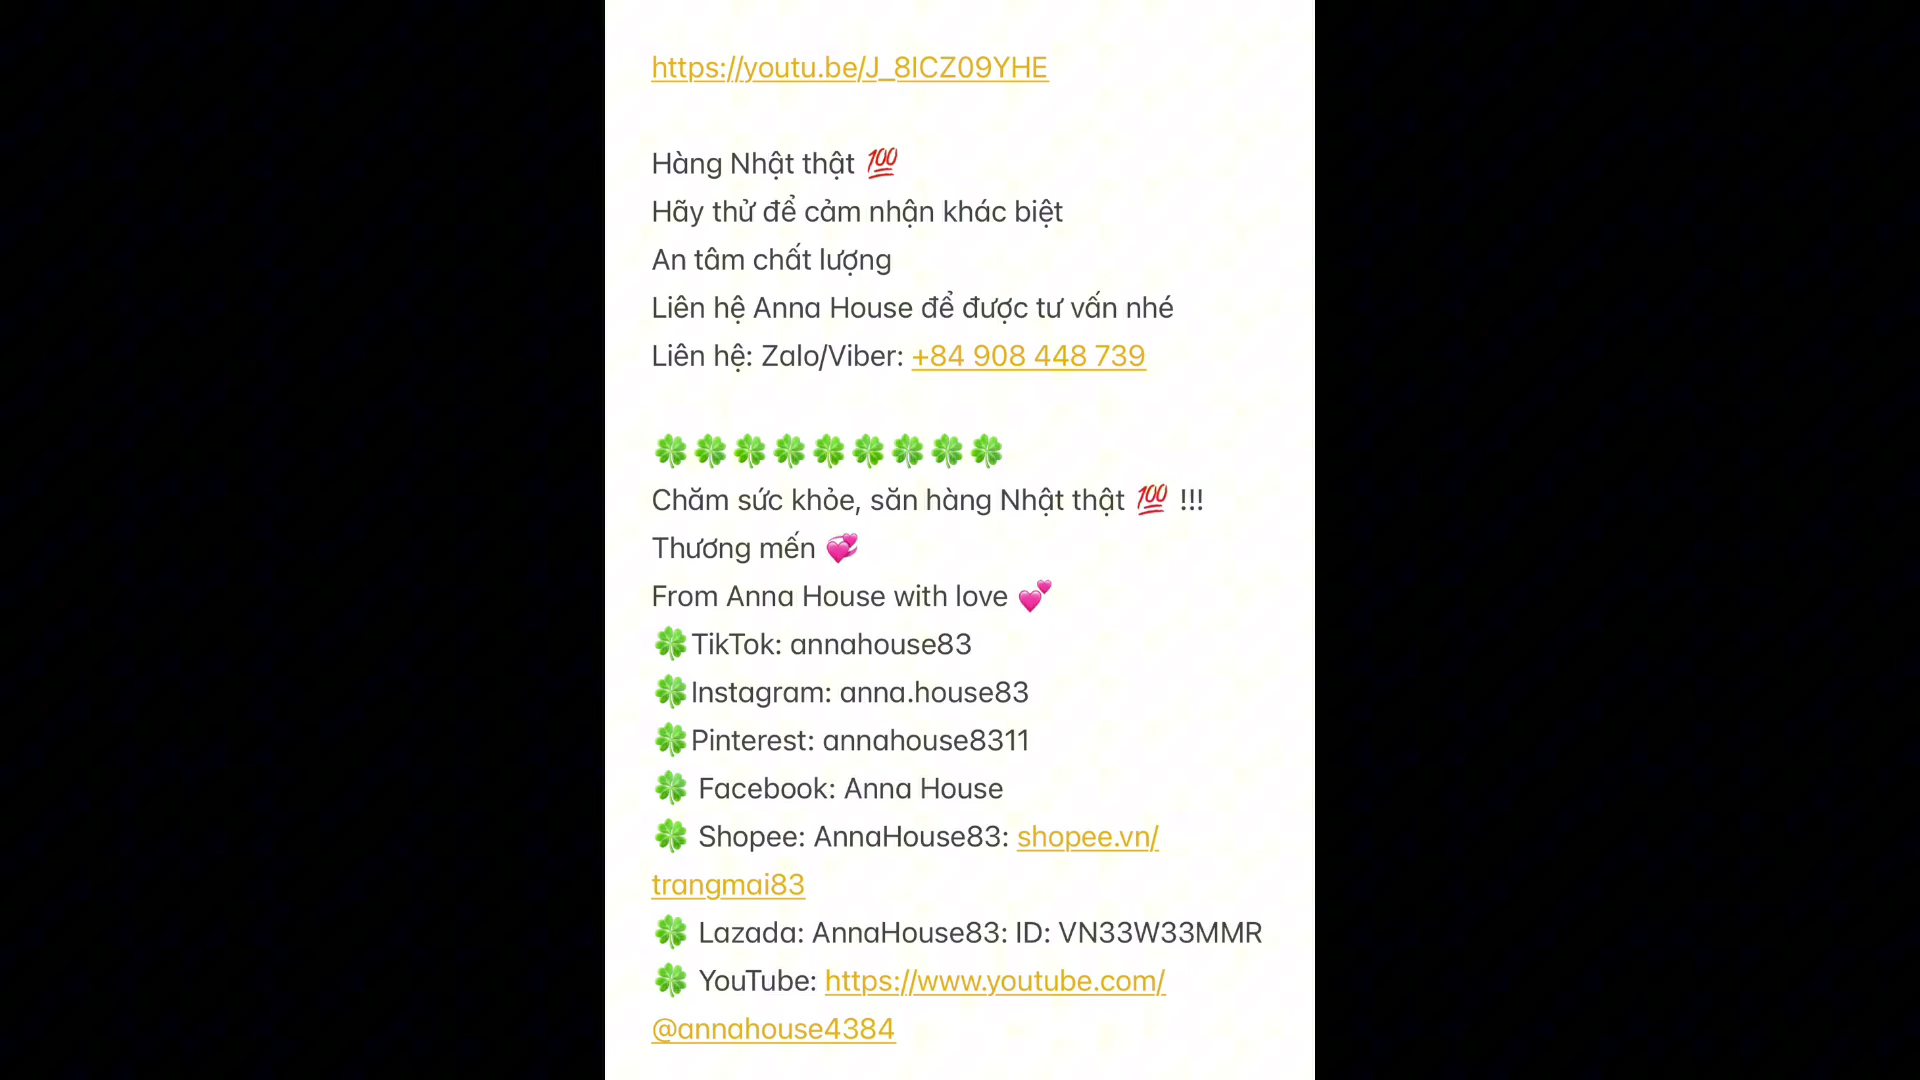 https://youtu.be/J_8ICZ09YHE
Hàng Nhật thật 💯
Hãy thử để cảm nhận khác biệt
An tâm chất lượng
Liên hệ Anna House để được tư vấn nhé
Liên hệ: Zalo/Viber: +84 908 448 739
🍀🍀🍀🍀🍀🍀🍀🍀🍀
Chăm sức khỏe, săn hàng Nhật thật 💯 !!!
Thương mến 💞
From Anna House with love 💕
🍀TikTok: annahouse83
🍀Instagram: anna.house83
🍀Pinterest: annahouse8311
🍀 Facebook: Anna House
🍀 Shopee: AnnaHouse83: shopee.vn/
trangmai83
🍀 Lazada: AnnaHouse83: ID: VN33W33MMR
🍀 YouTube: https://www.youtube.com/
@annahouse4384